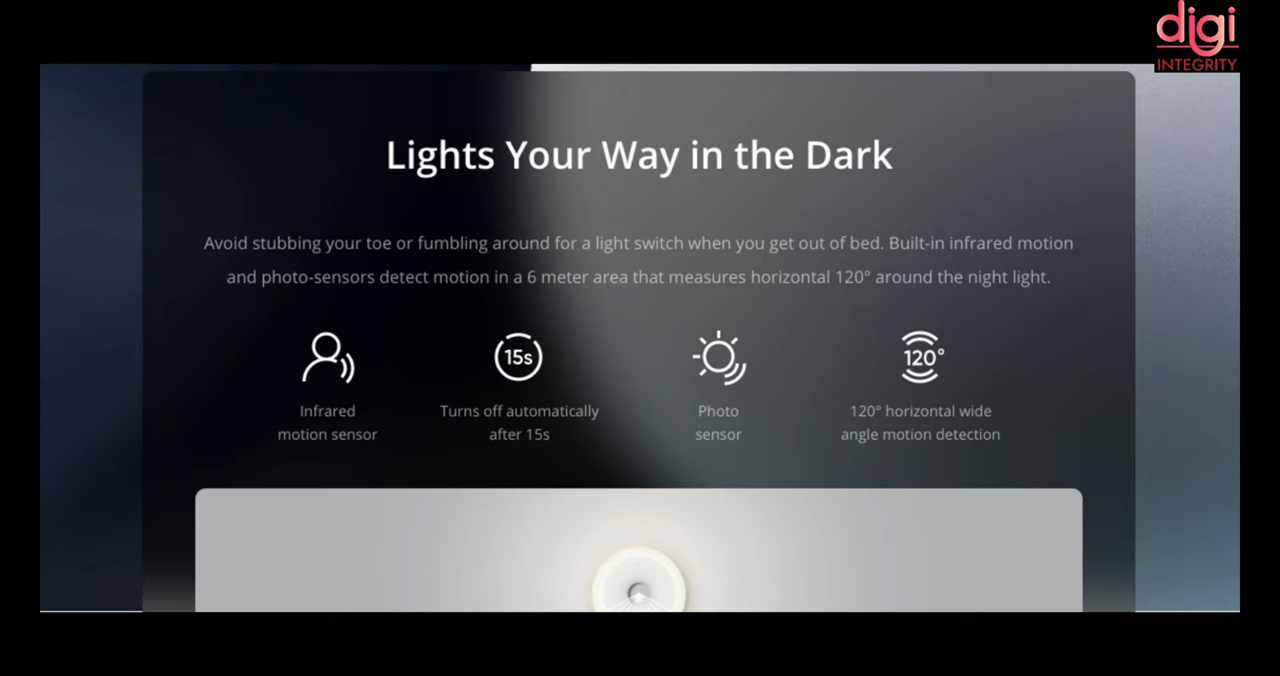 digi
INTEGRITY
Lights Your Way in the Dark
Avoid stubbing your toe or fumbling around for a light switch when you get out of bed. Built-in infrared motion
and photo-sensors detect motion in a 6 meter area that measures horizontal 120° around the night light.
15s
120°
Infrared
motion sensor
Turns off automatically
after 15s
Photo
sensor
120° horizontal wide
angle motion detection